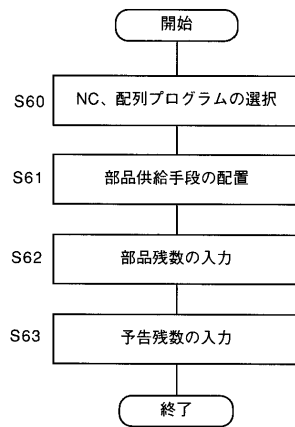 開始
S60 NC、配列プログラムの選択
S61 部品供給手段の配置
S62 部品残数の入力
S63 予告残数の入力
終了